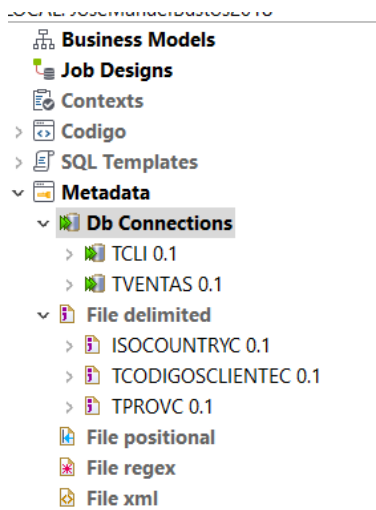 Business Models
Job Designs
Contexts
Codigo
SQL Templates
Metadata
Db Connections
TCLI 0.1
TVENTAS 0.1
File delimited
ISOCOUNTRYC 0.1
TCODIGOSCLIENTEC 0.1
TPROVC 0.1
File positional
File regex
File xml